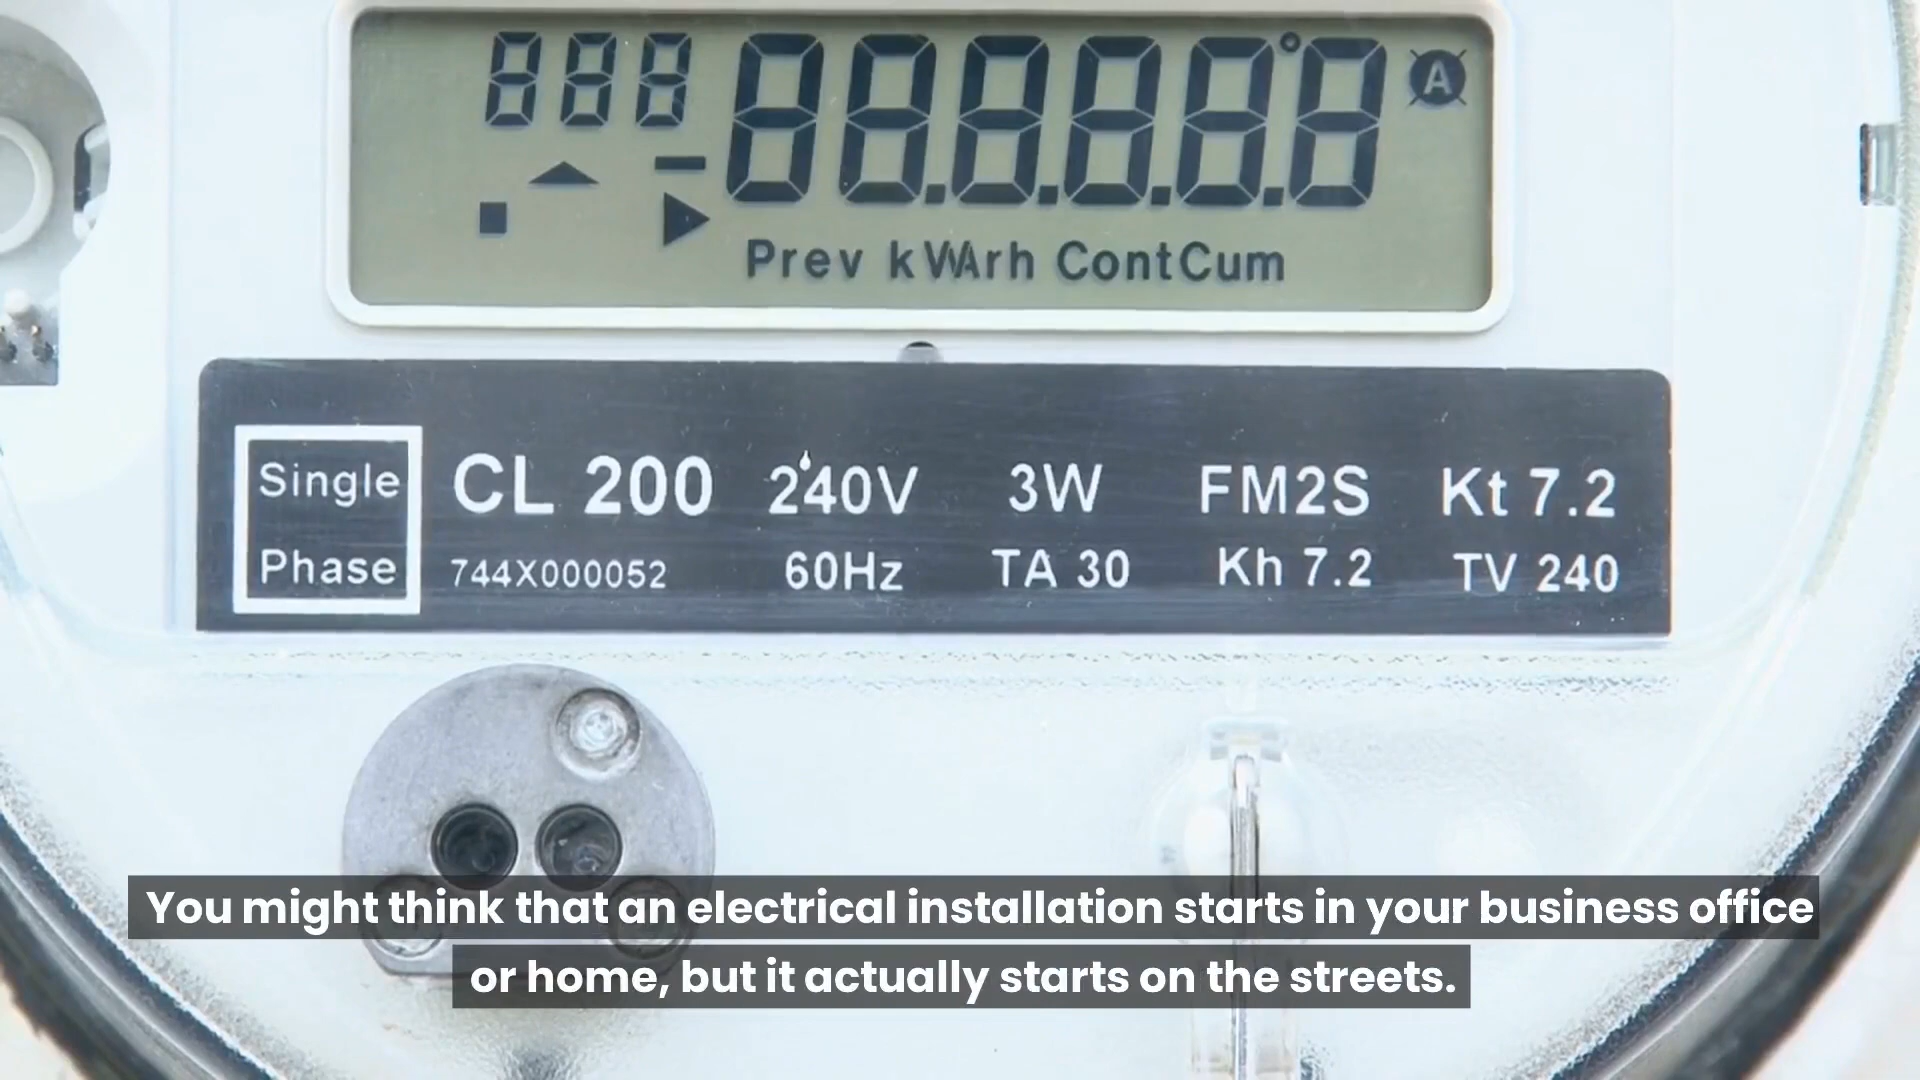 888 88.8.8.8.8 A
Prev kWArh ContCum
Single Phase
CL 200 240V 3W FM2S Kt 7.2
744X000052 60Hz TA 30 Kh 7.2 TV 240
You might think that an electrical installation starts in your business office
or home, but it actually starts on the streets.